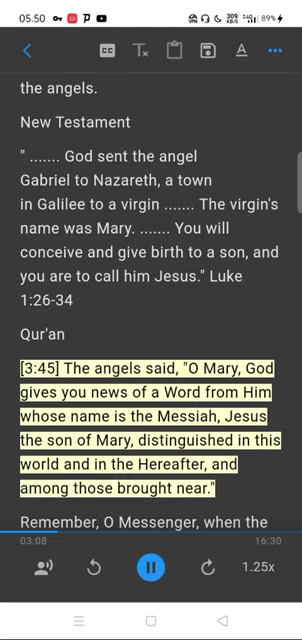 05.50
309
KB/S
4G
89%
CC
T×
A
the angels.
New Testament
" ....... God sent the angel
Gabriel to Nazareth, a town
in Galilee to a virgin ....... The virgin's
name was Mary. ....... You will
conceive and give birth to a son, and
you are to call him Jesus." Luke
1:26-34
Qur'an
[3:45] The angels said, "O Mary, God
gives you news of a Word from Him
whose name is the Messiah, Jesus
the son of Mary, distinguished in this
world and in the Hereafter, and
among those brought near."
Remember, O Messenger, when the
03:08
16:30
1.25x